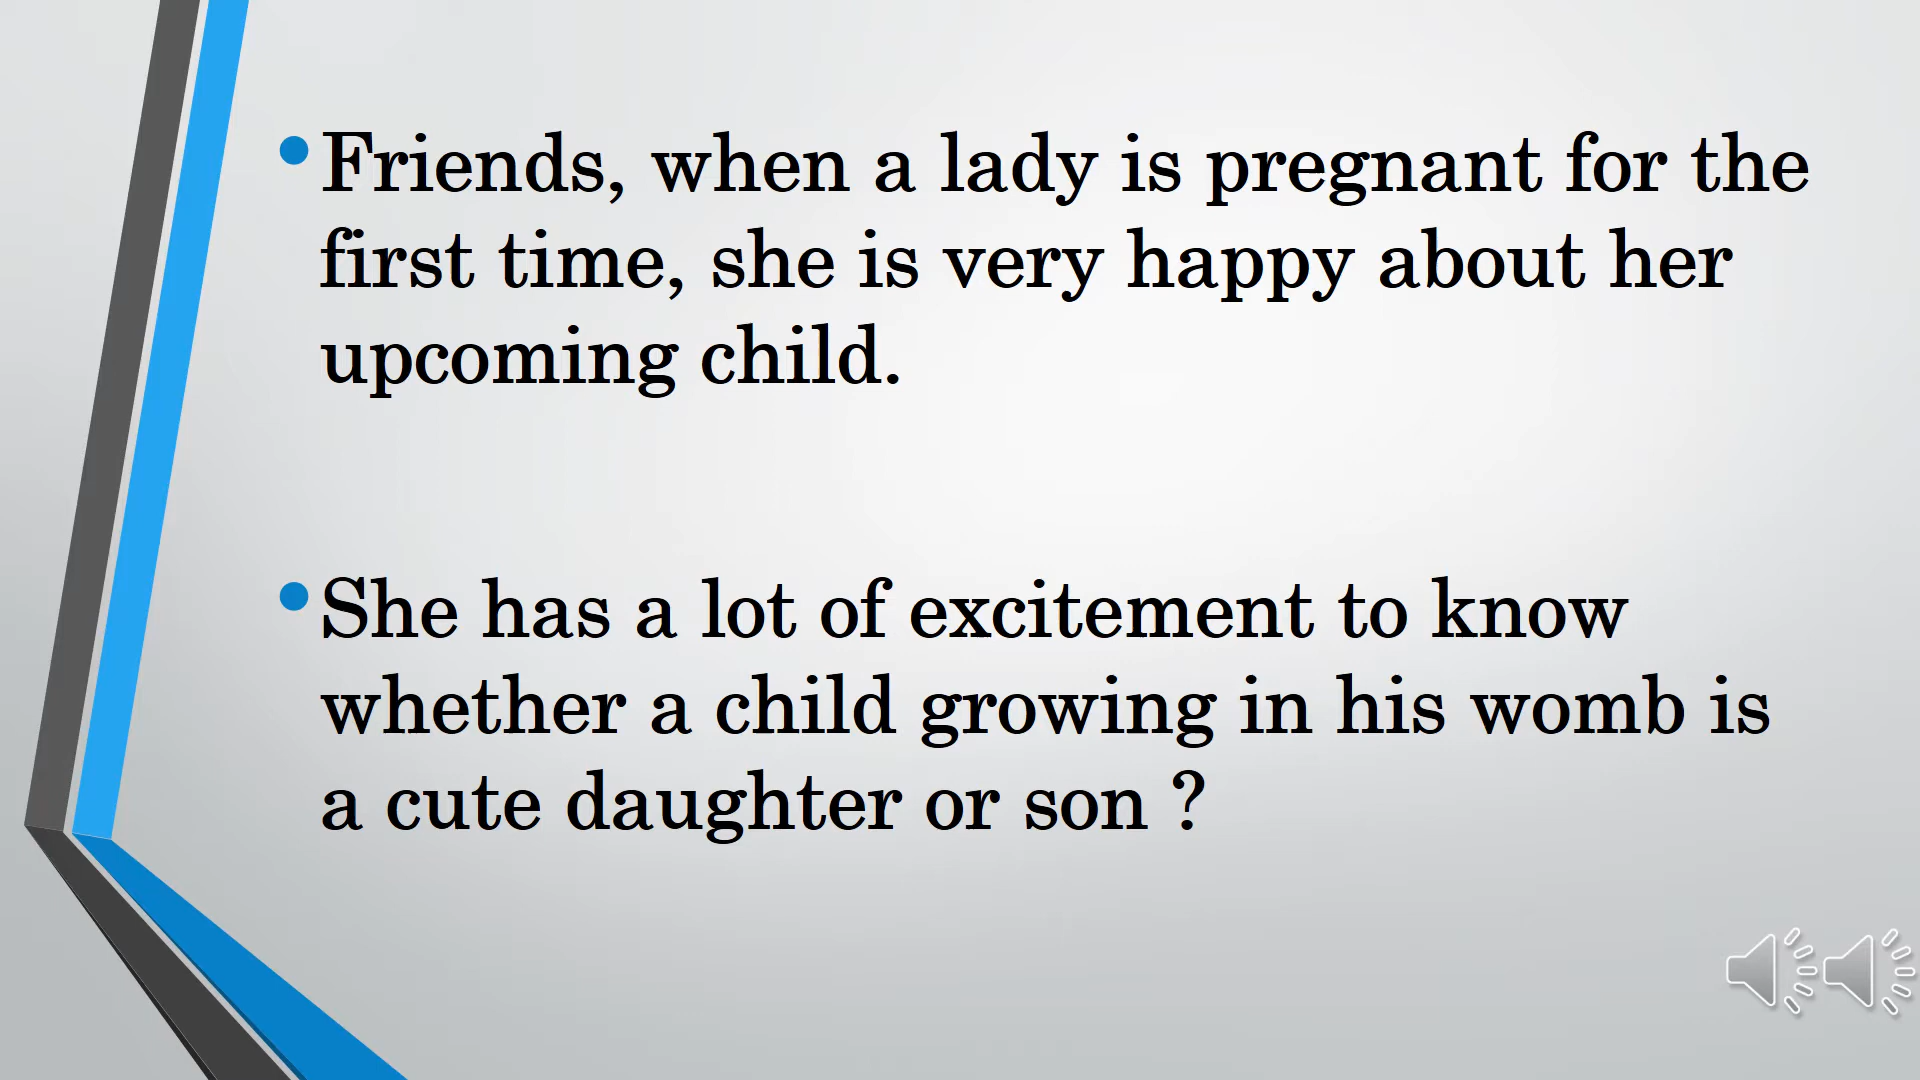 • Friends, when a lady is pregnant for the
first time, she is very happy about her
upcoming child.
• She has a lot of excitement to know
whether a child growing in his womb is
a cute daughter or son ?